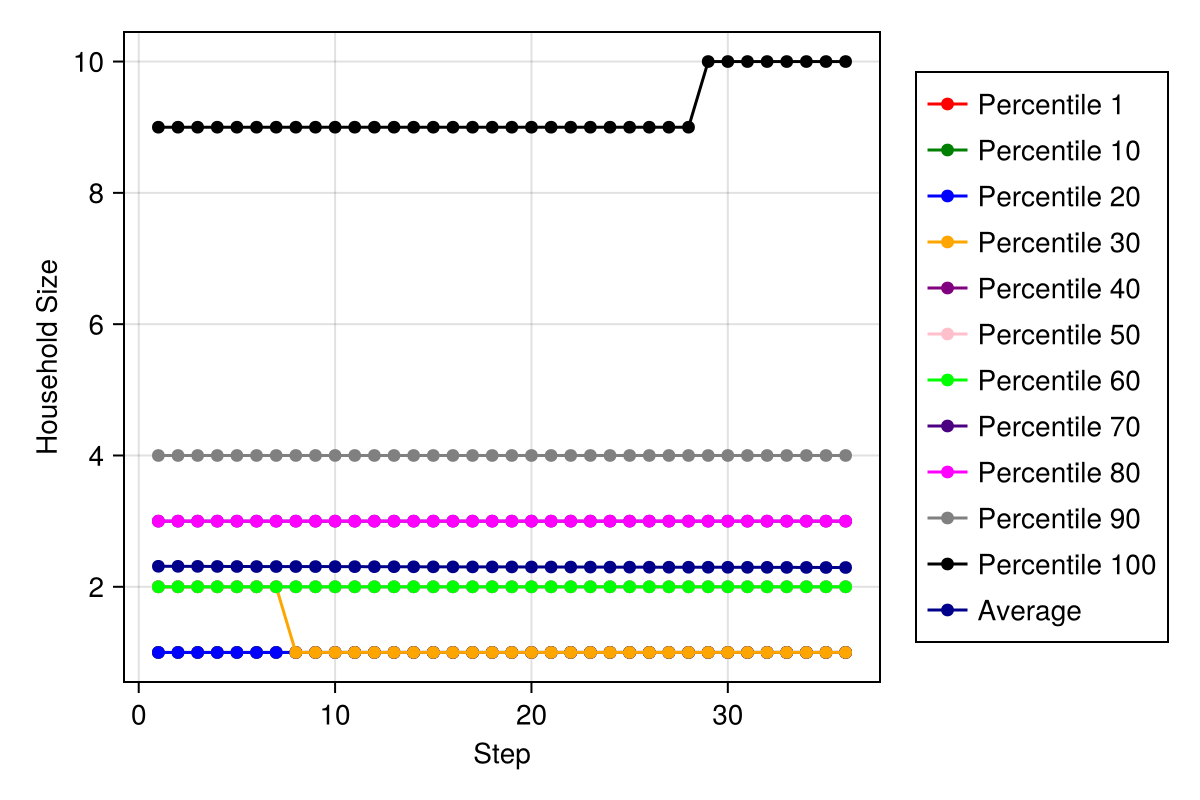 10
8
6
4
2
Household Size
0 10 20 30
Step
Percentile 1
Percentile 10
Percentile 20
Percentile 30
Percentile 40
Percentile 50
Percentile 60
Percentile 70
Percentile 80
Percentile 90
Percentile 100
Average